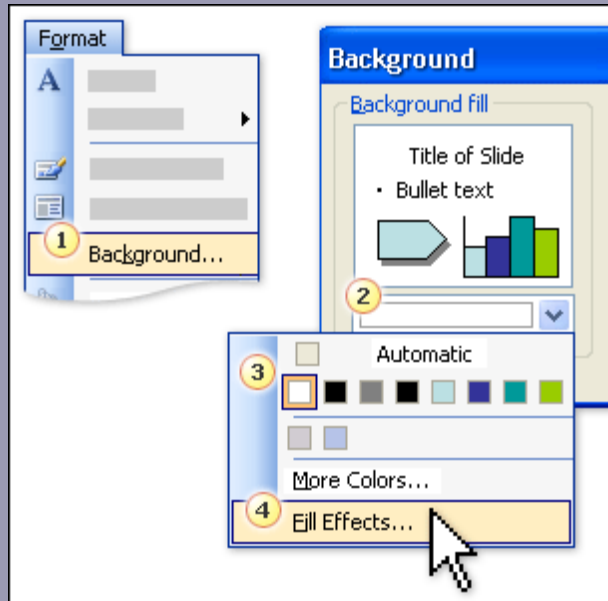 Format
A
1
Background...
Background
Background fill
Title of Slide
• Bullet text
2
Automatic
3
More Colors...
4
Fill Effects...